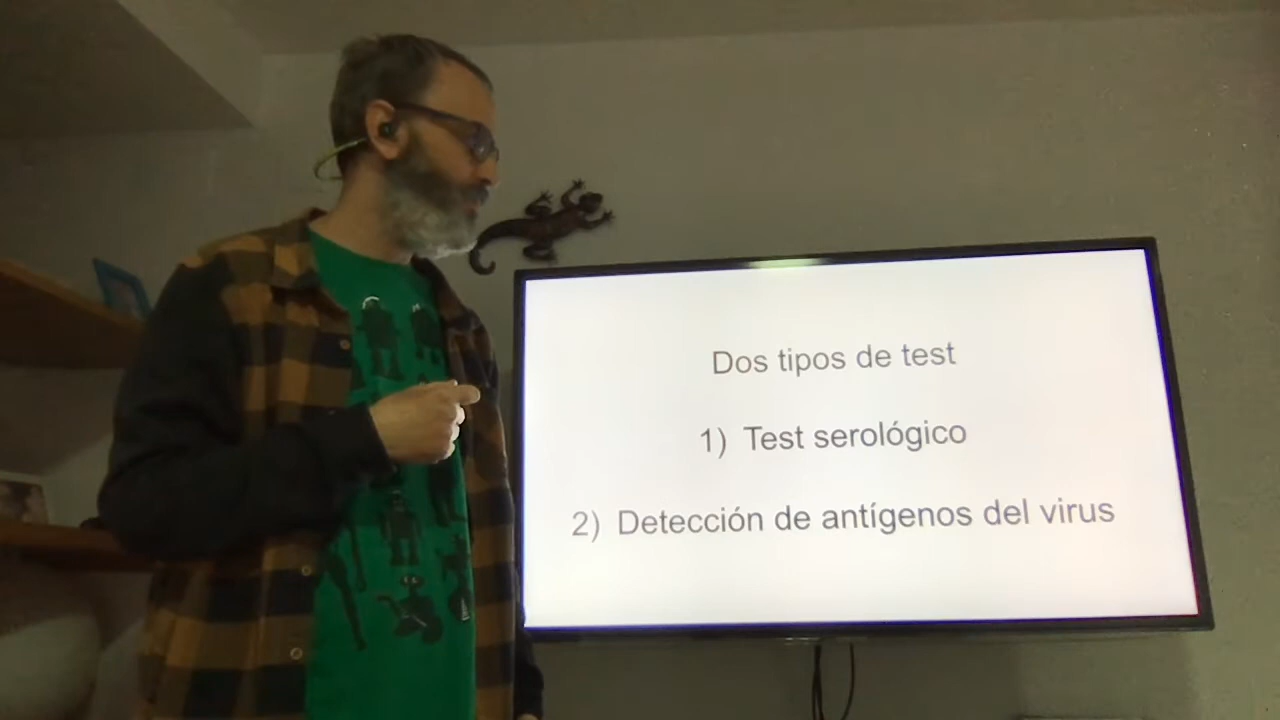 Dos tipos de test
1) Test serológico
2) Detección de antígenos del virus